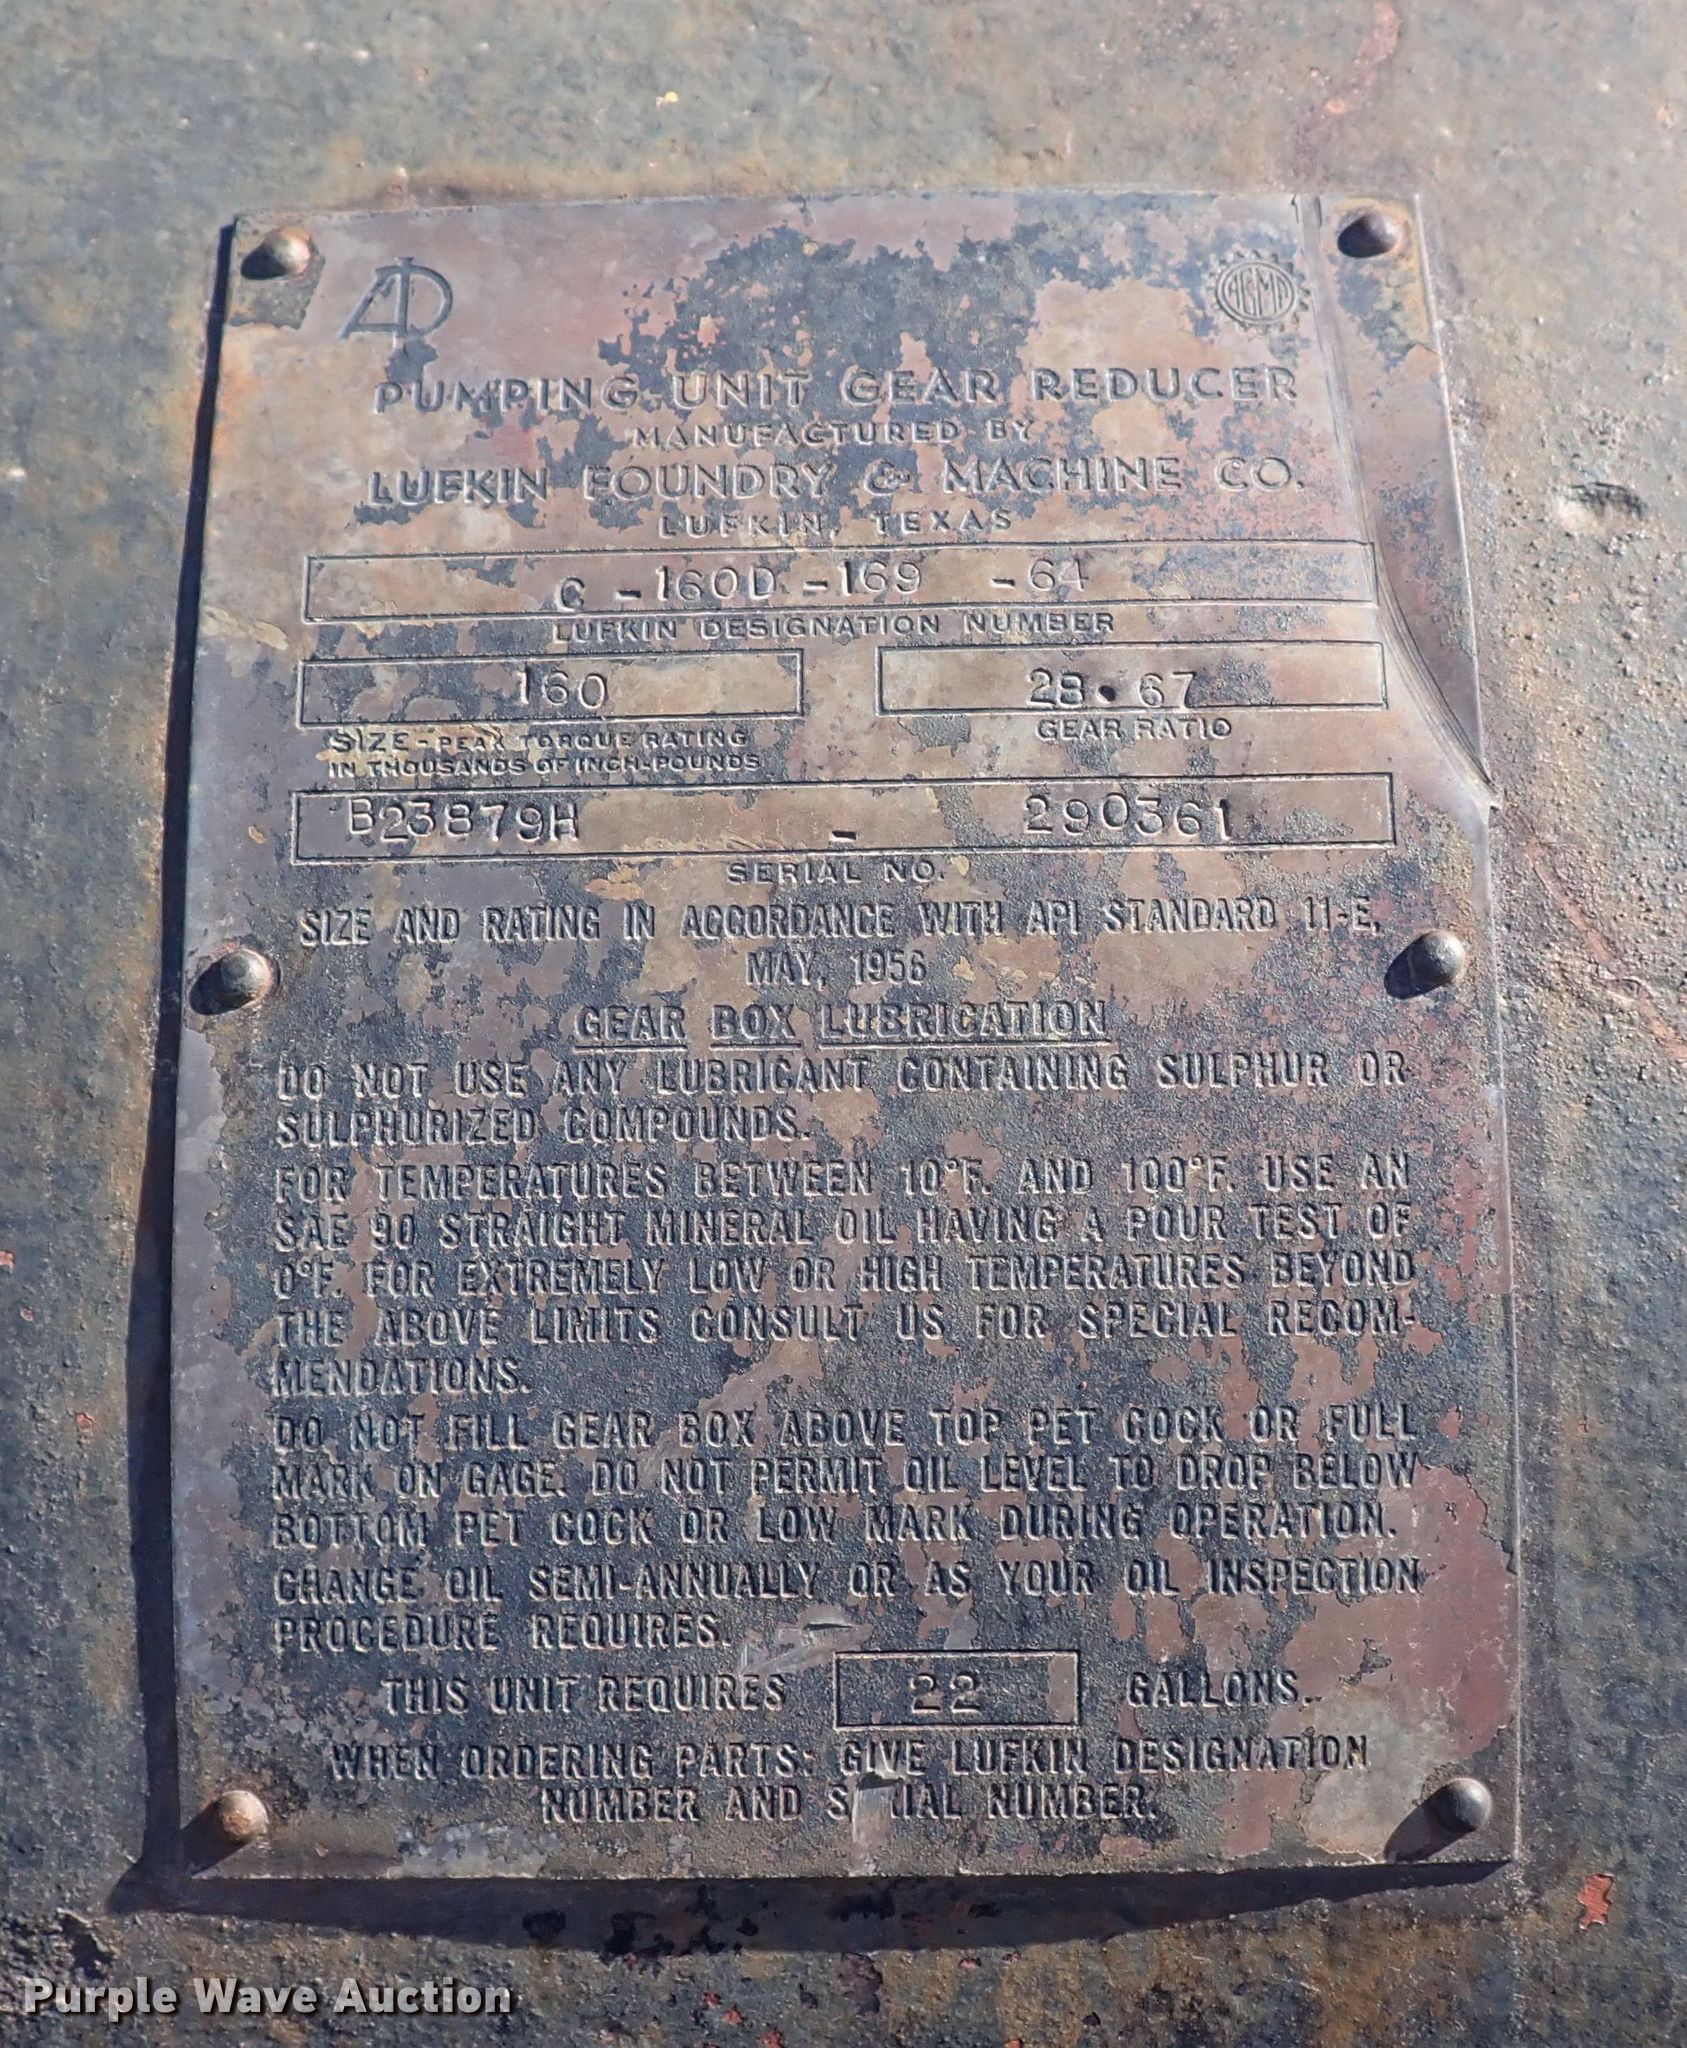 API
AGMA
PUMPING UNIT GEAR REDUCER
MANUFACTURED BY
LUFKIN FOUNDRY & MACHINE CO.
LUFKIN, TEXAS
C -160D -169 -64
LUFKIN DESIGNATION NUMBER
160 28.67
SIZE-PEAK TORQUE RATING GEAR RATIO
IN THOUSANDS OF INCH-POUNDS
B23879H - 290361
SERIAL NO.
SIZE AND RATING IN ACCORDANCE WITH API STANDARD 11-E,
MAY, 1956
GEAR BOX LUBRICATION
DO NOT USE ANY LUBRICANT CONTAINING SULPHUR OR
SULPHURIZED COMPOUNDS.
FOR TEMPERATURES BETWEEN 10°F. AND 100°F. USE AN
SAE 90 STRAIGHT MINERAL OIL HAVING A POUR TEST OF
0°F. FOR EXTREMELY LOW OR HIGH TEMPERATURES BEYOND
THE ABOVE LIMITS CONSULT US FOR SPECIAL RECOM-
MENDATIONS.
DO NOT FILL GEAR BOX ABOVE TOP PET COCK OR FULL
MARK ON GAGE. DO NOT PERMIT OIL LEVEL TO DROP BELOW
BOTTOM PET COCK OR LOW MARK DURING OPERATION.
CHANGE OIL SEMI-ANNUALLY OR AS YOUR OIL INSPECTION
PROCEDURE REQUIRES.
THIS UNIT REQUIRES 22 GALLONS.
WHEN ORDERING PARTS: GIVE LUFKIN DESIGNATION
NUMBER AND SERIAL NUMBER.
Purple Wave Auction